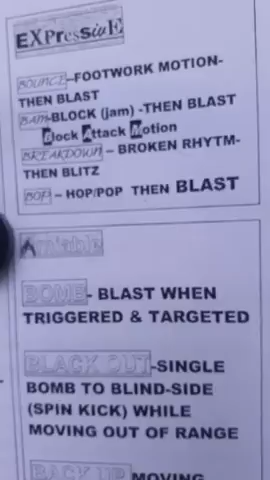 EXPressivE
BOUNCE–FOOTWORK MOTION-
THEN BLAST
BAM-BLOCK (jam) -THEN BLAST
Block Attack Motion
BREAKDOWN – BROKEN RHYTM-
THEN BLITZ
BOP – HOP/POP THEN BLAST
Amiable
BOMB- BLAST WHEN
TRIGGERED & TARGETED
BLACK OUT-SINGLE
BOMB TO BLIND-SIDE
(SPIN KICK) WHILE
MOVING OUT OF RANGE
BACK UP-MOVING